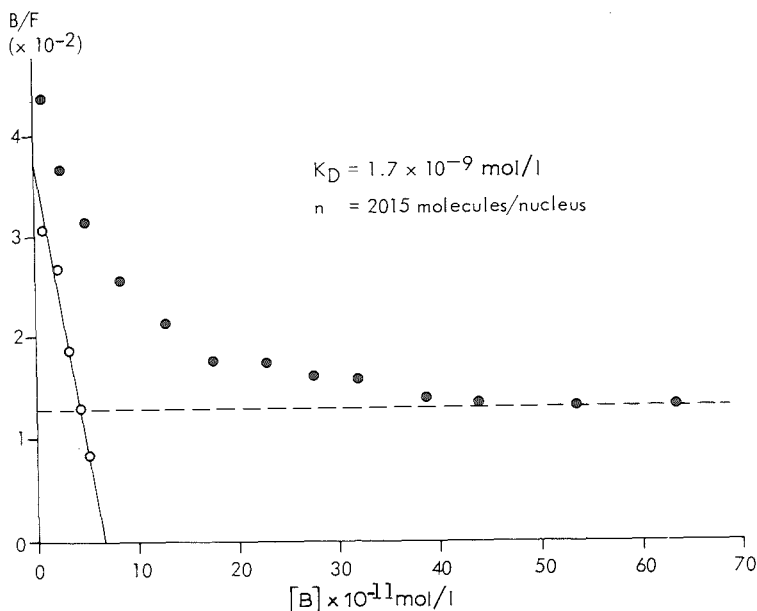 B/F
(× 10⁻²)
4
3
2
1
0
K_D = 1.7 × 10⁻⁹ mol/l
n = 2015 molecules/nucleus
0 10 20 30 40 50 60 70
[B] × 10⁻¹¹ mol/l